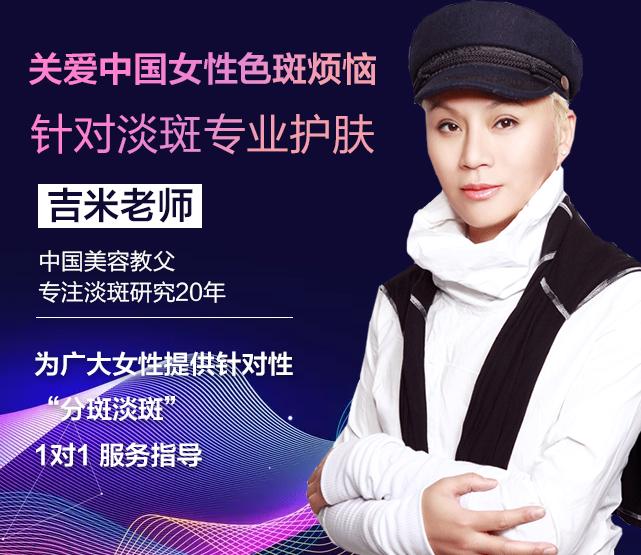 关爱中国女性色斑烦恼
针对淡斑专业护肤
吉米老师
中国美容教父
专注淡斑研究20年
为广大女性提供针对性
“分斑淡斑”
1对1 服务指导